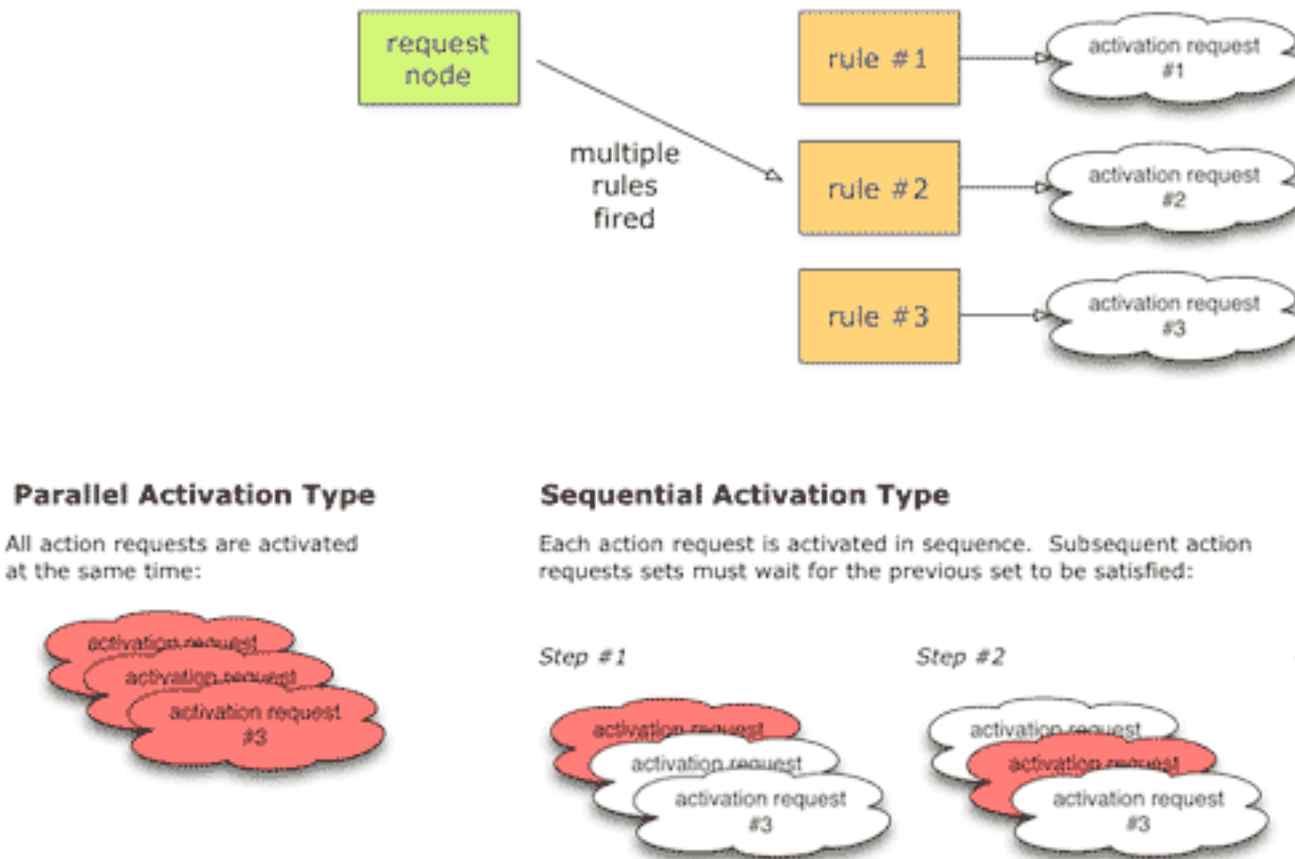 request
node
multiple
rules
fired
rule #1
activation request
#1
rule #2
activation request
#2
rule #3
activation request
#3
Parallel Activation Type
All action requests are activated
at the same time:
activation request
activation request
activation request
#3
Sequential Activation Type
Each action request is activated in sequence.  Subsequent action
requests sets must wait for the previous set to be satisfied:
Step #1
activation request
activation request
activation request
#3
Step #2
activation request
activation request
activation request
#3